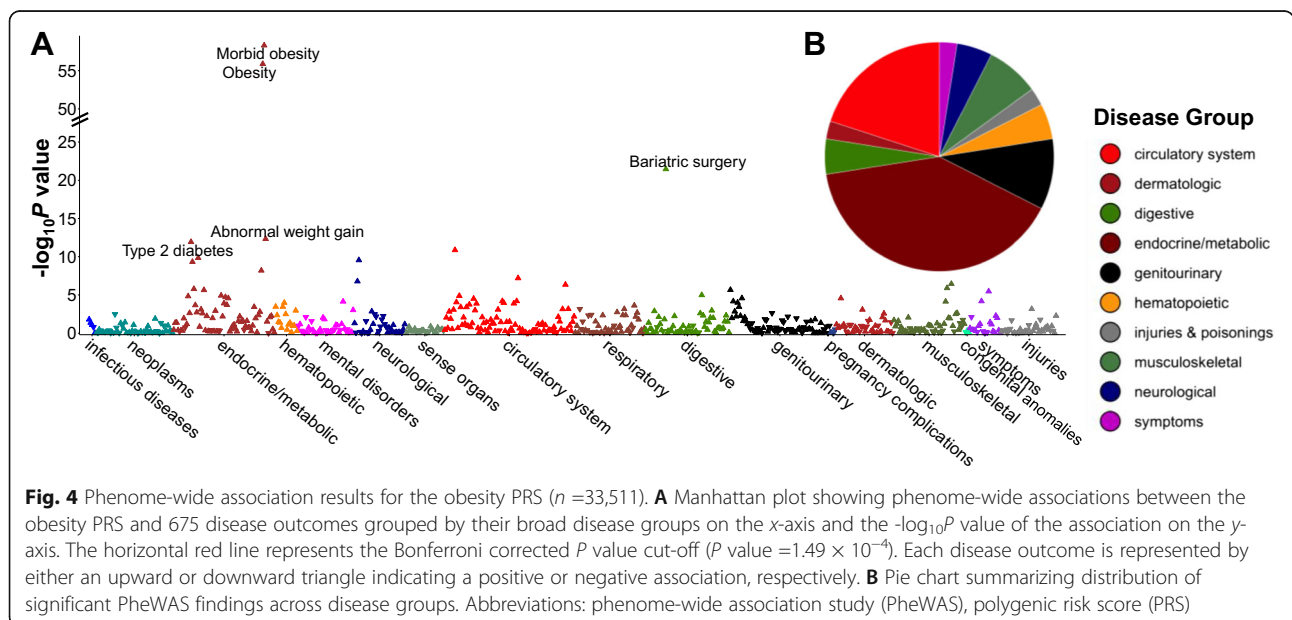 A
B
Morbid obesity
Obesity
Bariatric surgery
Abnormal weight gain
Type 2 diabetes
-log10P value
55
50
25
20
15
10
5
0
infectious diseases
neoplasms
endocrine/metabolic
hematopoietic
mental disorders
neurological
sense organs
circulatory system
respiratory
digestive
genitourinary
pregnancy complications
dermatologic
musculoskeletal
congenital anomalies
symptoms
injuries
Disease Group
circulatory system
dermatologic
digestive
endocrine/metabolic
genitourinary
hematopoietic
injuries & poisonings
musculoskeletal
neurological
symptoms
Fig. 4 Phenome-wide association results for the obesity PRS (n =33,511). A Manhattan plot showing phenome-wide associations between the
obesity PRS and 675 disease outcomes grouped by their broad disease groups on the x-axis and the -log10P value of the association on the y-
axis. The horizontal red line represents the Bonferroni corrected P value cut-off (P value =1.49 × 10⁻⁴). Each disease outcome is represented by
either an upward or downward triangle indicating a positive or negative association, respectively. B Pie chart summarizing distribution of
significant PheWAS findings across disease groups. Abbreviations: phenome-wide association study (PheWAS), polygenic risk score (PRS)